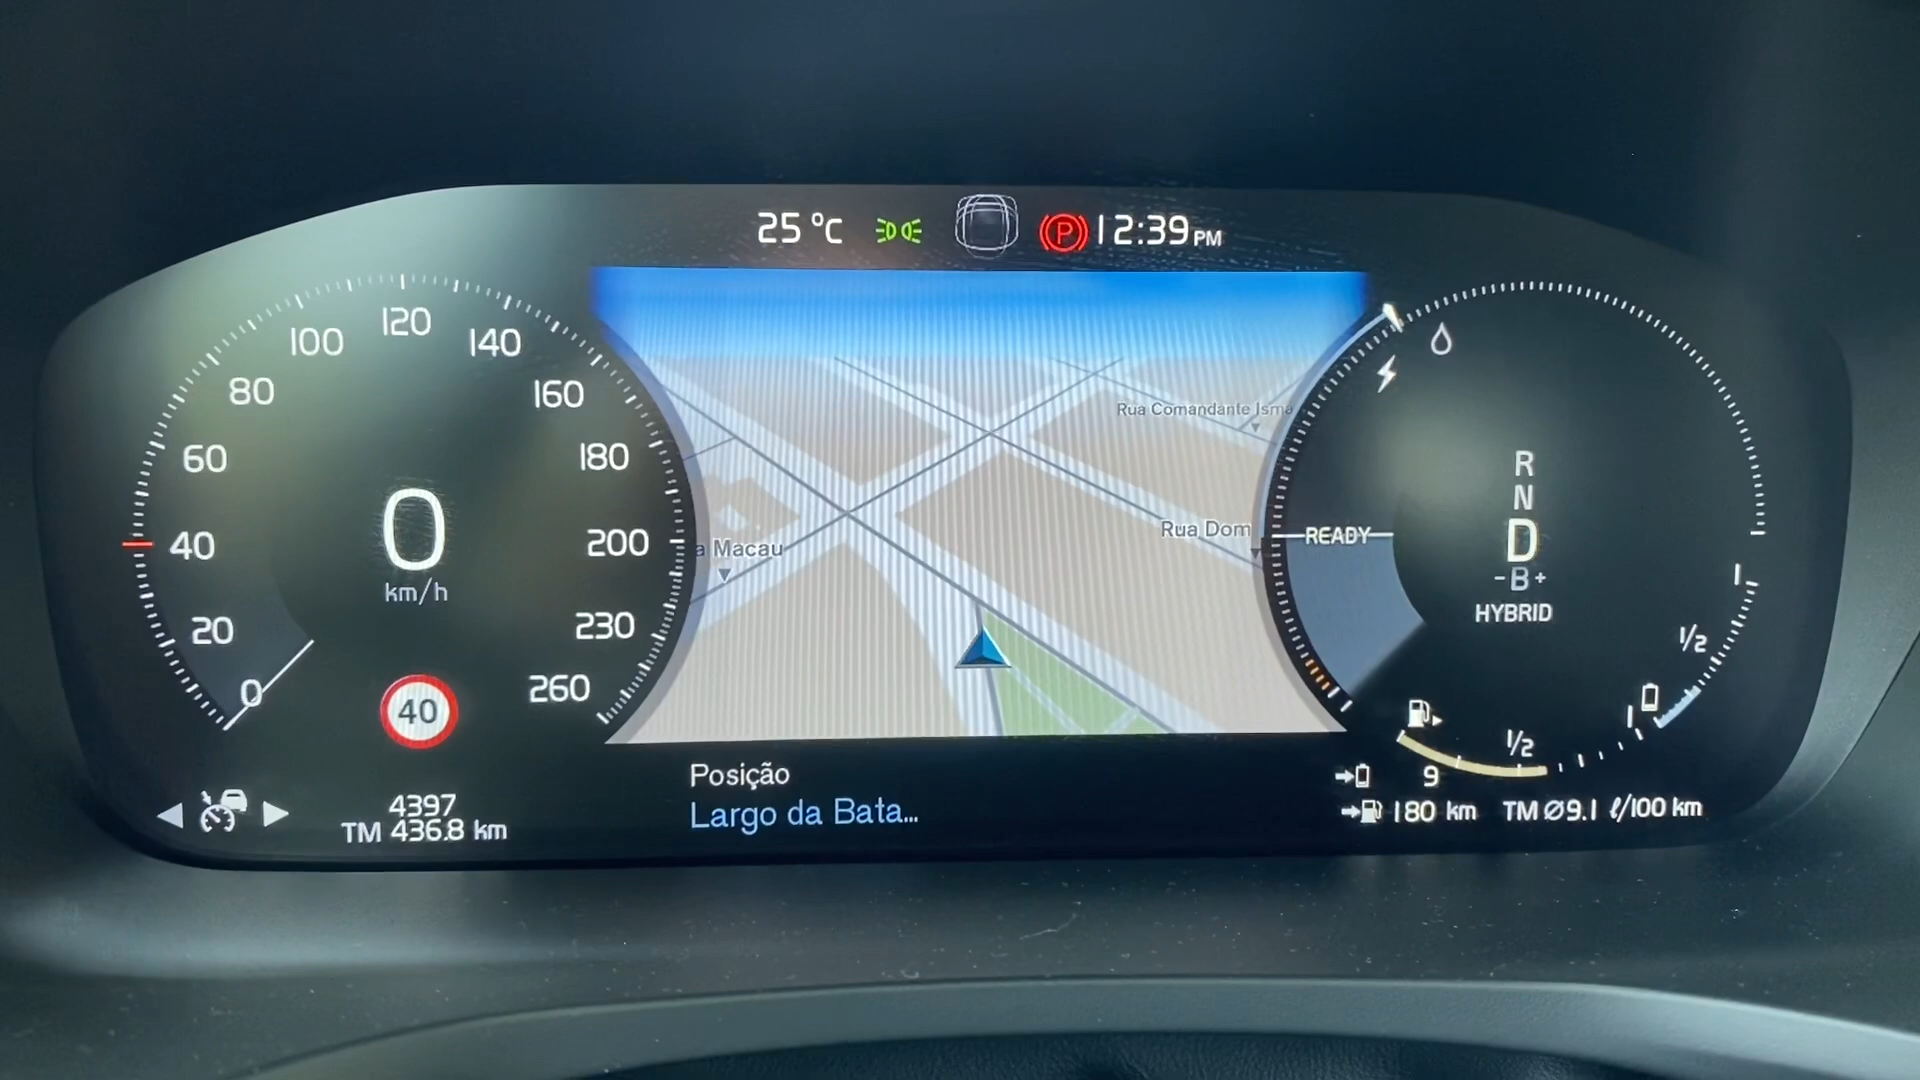 25 °C
P 12:39 PM
0
20
40
60
80
100
120
140
160
180
200
230
260
0
km/h
40
4397
TM 436.8 km
Rua Comandante Isma
Rua Dom
a Macau
Posição
Largo da Bata...
READY
R
N
D
-B+
HYBRID
1
1/2
1/2
1
9
180 km
TM Ø9.1 ℓ/100 km